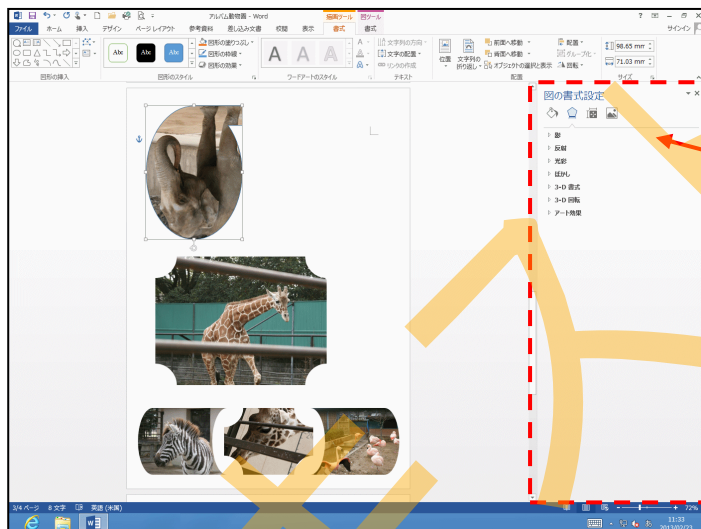 アルバム動物園 - Word
描画ツール
図ツール
サインイン
ファイル ホーム 挿入 デザイン ページレイアウト 参考資料 差し込み文書 校閲 表示 書式 書式
Abc Abc Abc
図形の塗りつぶし
図形の枠線
図形の効果
A A A
文字列の方向
文字の配置
リンクの作成
位置
文字列の
折り返し
前面へ移動
背面へ移動
オブジェクトの選択と表示
配置
グループ化
回転
98.65 mm
71.03 mm
図形の挿入 図形のスタイル ワードアートのスタイル テキスト 配置 サイズ
図の書式設定
影
反射
光彩
ぼかし
3-D 書式
3-D 回転
アート効果
3/4 ページ 8 文字 英語 (米国)
72%
あ
11:33
2013/02/23